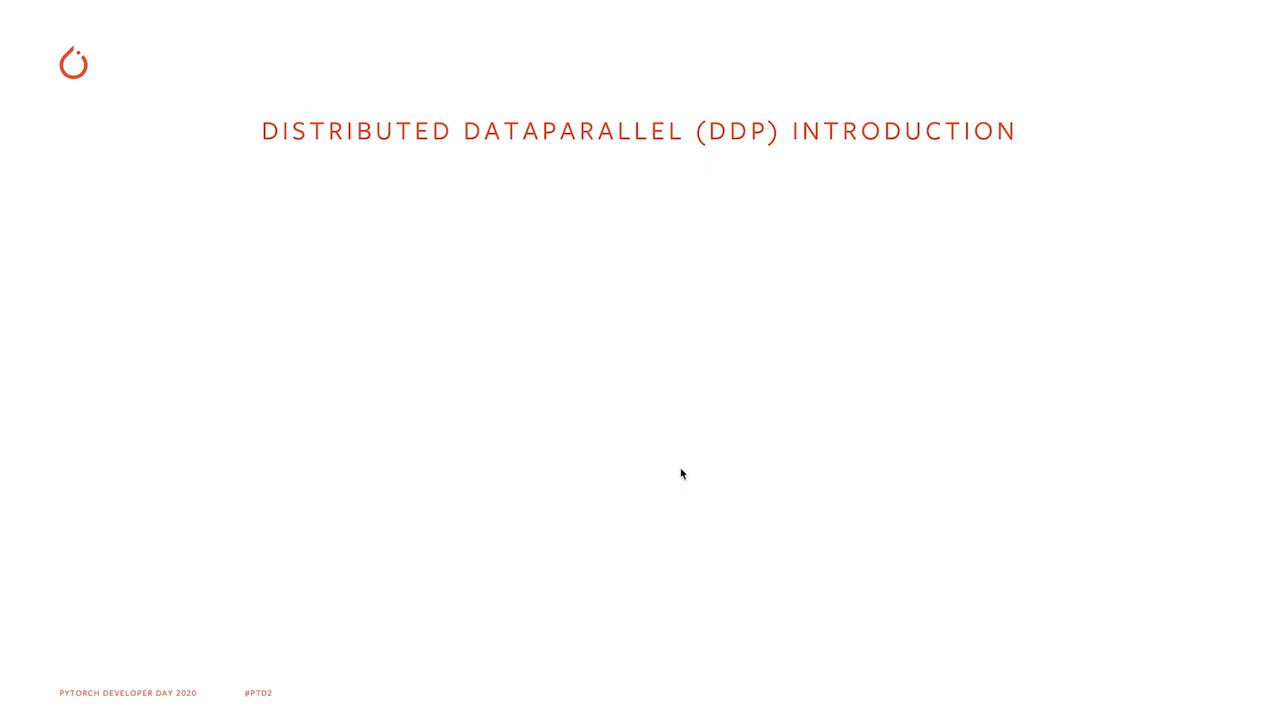 DISTRIBUTED DATAPARALLEL (DDP) INTRODUCTION
PYTORCH DEVELOPER DAY 2020 #PTD2